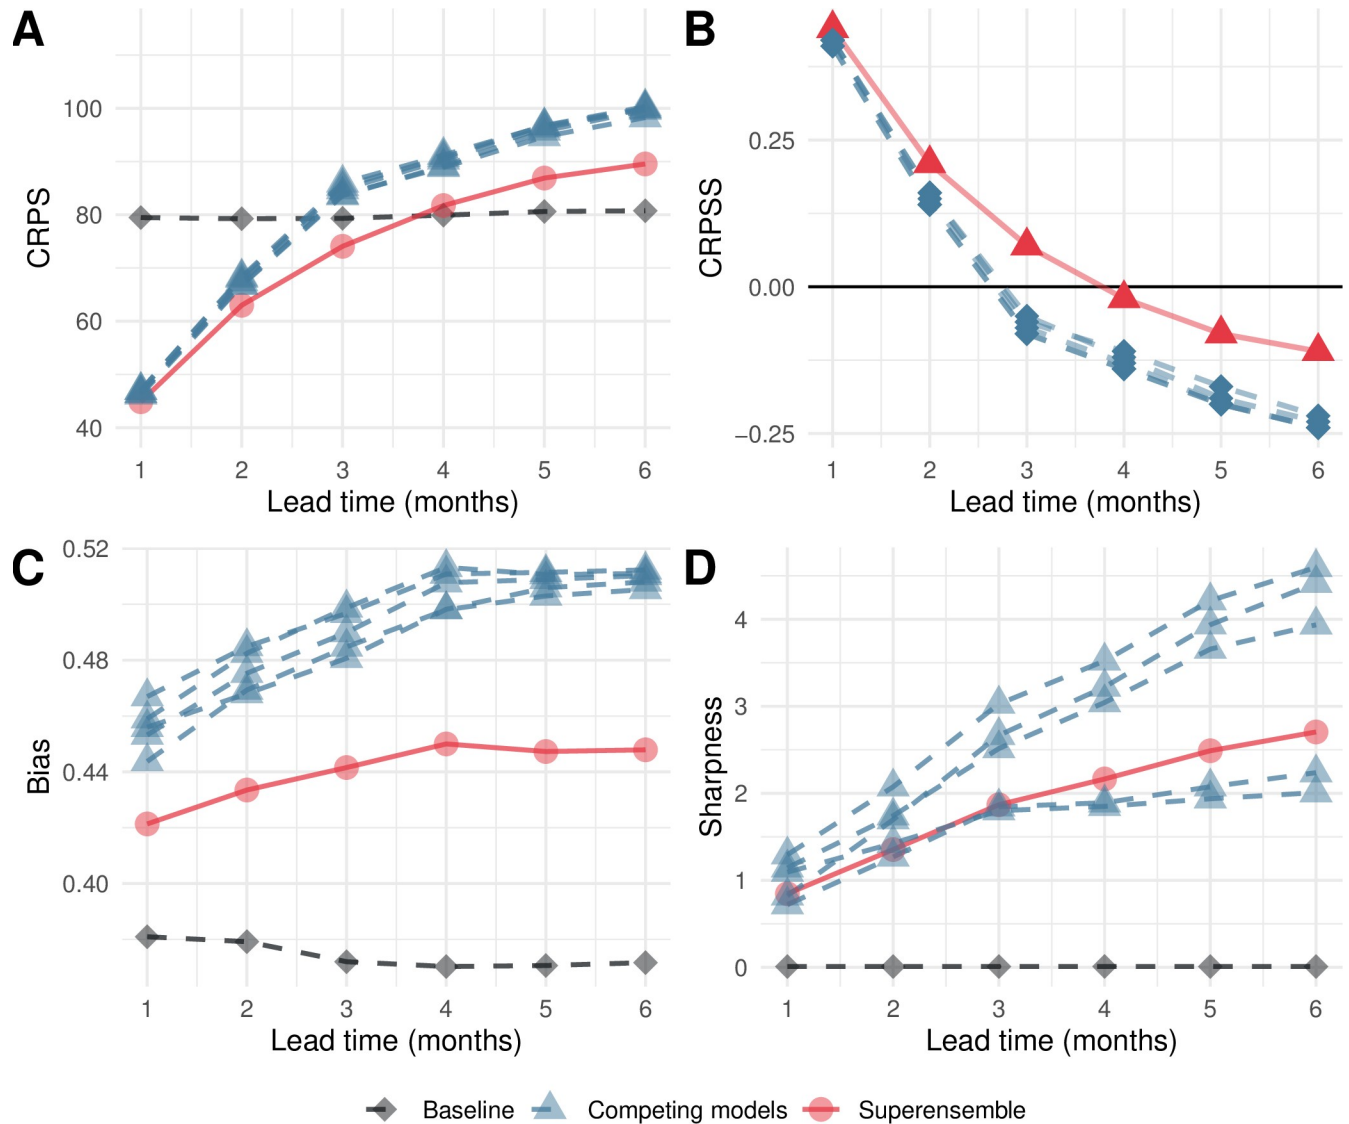 A
CRPS
100
80
60
40
1 2 3 4 5 6
Lead time (months)
B
CRPSS
0.25
0.00
−0.25
1 2 3 4 5 6
Lead time (months)
C
Bias
0.52
0.48
0.44
0.40
1 2 3 4 5 6
Lead time (months)
D
Sharpness
4
3
2
1
0
1 2 3 4 5 6
Lead time (months)
Baseline Competing models Superensemble